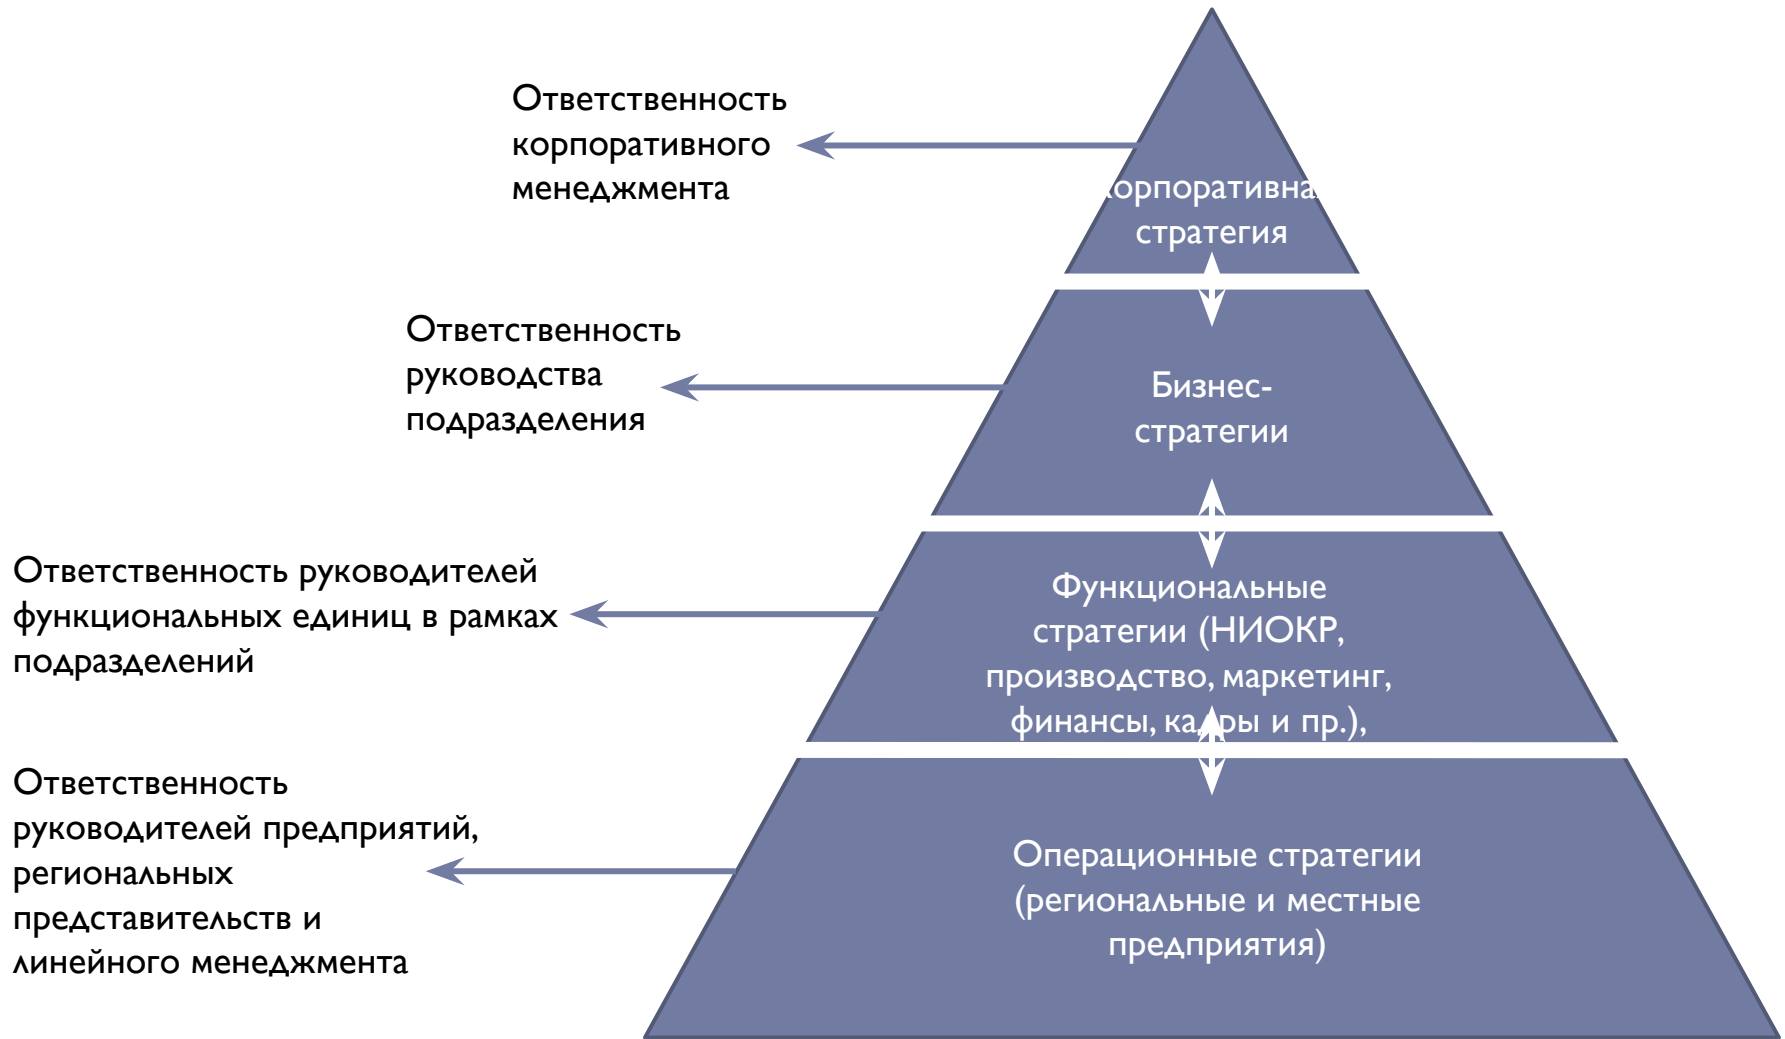 Ответственность
корпоративного
менеджмента
орпоративна
стратегия
Ответственность
руководства
подразделения
Бизнес-
стратегии
Ответственность руководителей
функциональных единиц в рамках
подразделений
Функциональные
стратегии (НИОКР,
производство, маркетинг,
финансы, кадры и пр.),
Ответственность
руководителей предприятий,
региональных
представительств и
линейного менеджмента
Операционные стратегии
(региональные и местные
предприятия)